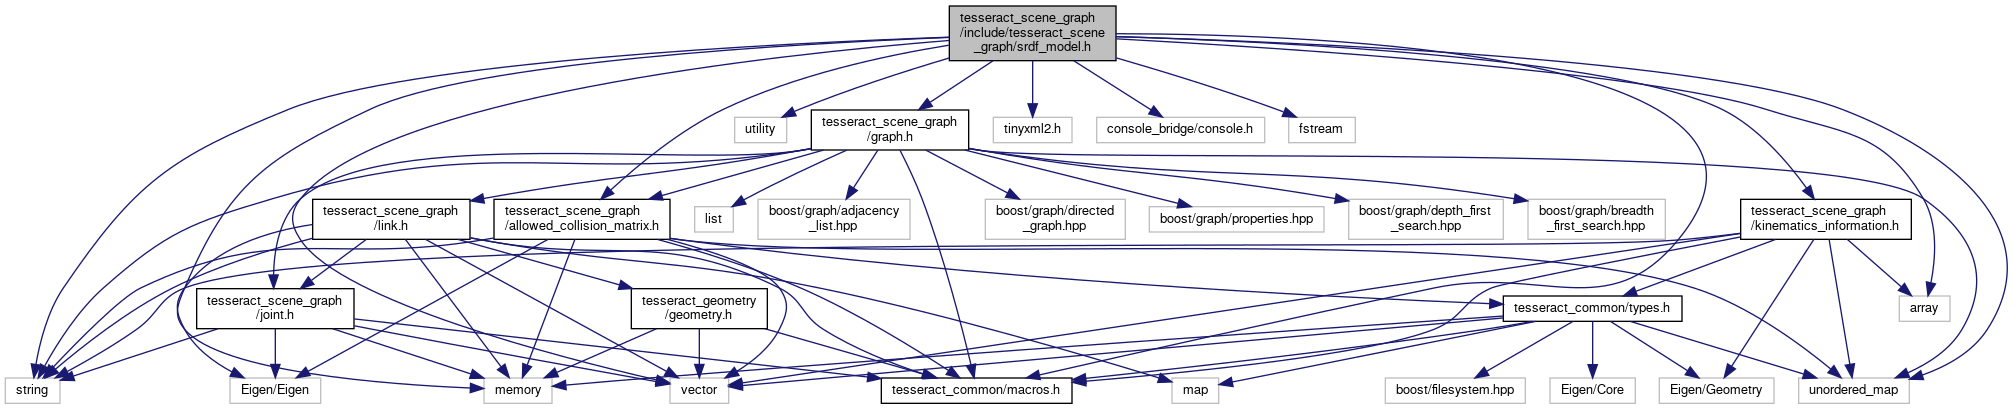 tesseract_scene_graph
/include/tesseract_scene
_graph/srdf_model.h
utility
tesseract_scene_graph
/graph.h
tinyxml2.h
console_bridge/console.h
fstream
tesseract_scene_graph
/link.h
tesseract_scene_graph
/allowed_collision_matrix.h
list
boost/graph/adjacency
_list.hpp
boost/graph/directed
_graph.hpp
boost/graph/properties.hpp
boost/graph/depth_first
_search.hpp
boost/graph/breadth
_first_search.hpp
tesseract_scene_graph
/kinematics_information.h
tesseract_scene_graph
/joint.h
tesseract_geometry
/geometry.h
tesseract_common/types.h
array
string
Eigen/Eigen
memory
vector
tesseract_common/macros.h
map
boost/filesystem.hpp
Eigen/Core
Eigen/Geometry
unordered_map